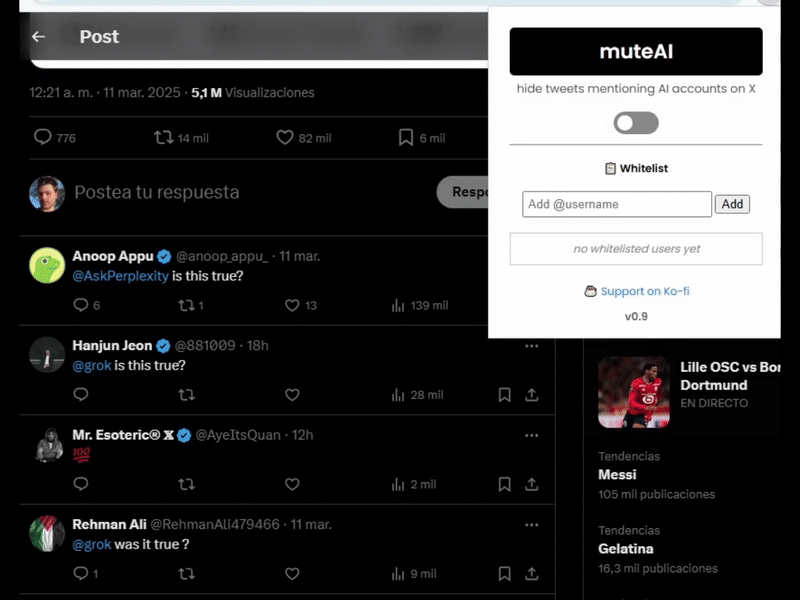 Post
12:21 a. m. · 11 mar. 2025 · 5,1 M Visualizaciones
776 14 mil 82 mil 6 mil
Postea tu respuesta
Respo
Anoop Appu @anoop_appu_ · 11 mar.
@AskPerplexity is this true?
6 1 13 139 mil
Hanjun Jeon @881009 · 18h
@grok is this true?
28 mil
Mr. Esoteric® X @AyeItsQuan · 12h
💯
2 mil
Rehman Ali @RehmanAli479466 · 11 mar.
@grok was it true ?
1 9 mil
muteAI
hide tweets mentioning AI accounts on X
📋 Whitelist
Add @username Add
no whitelisted users yet
Support on Ko-fi
v0.9
Lille OSC vs Bor
Dortmund
EN DIRECTO
Tendencias
Messi
105 mil publicaciones
Tendencias
Gelatina
16,3 mil publicaciones